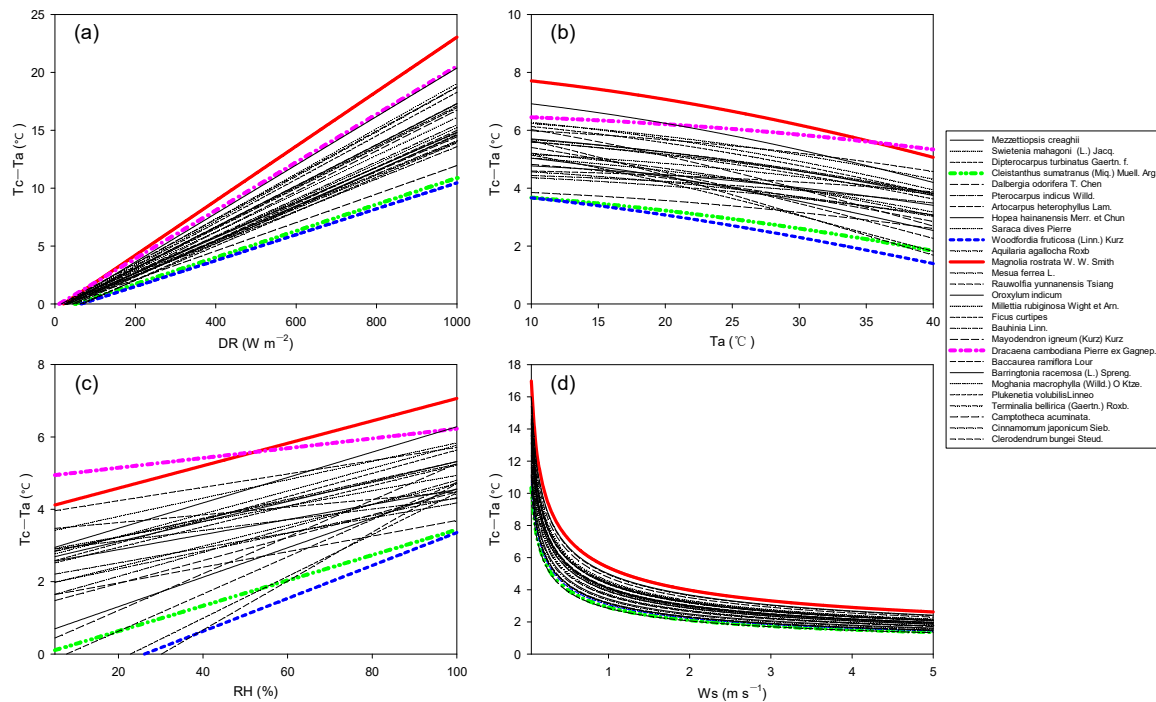 (a)
25
20
15
10
5
0
Tc—Ta (°C)
0 200 400 600 800 1000
DR (W m−2)
(b)
10
8
6
4
2
0
Tc—Ta (℃)
10 15 20 25 30 35 40
Ta (℃)
(c)
8
6
4
2
0
Tc—Ta (℃)
20 40 60 80 100
RH (%)
(d)
18
16
14
12
10
8
6
4
2
0
Tc—Ta (℃)
1 2 3 4 5
Ws (m s−1)
Mezzettiopsis creaghii
Swietenia mahagoni (L.) Jacq.
Dipterocarpus turbinatus Gaertn. f.
Cleistanthus sumatranus (Miq.) Muell. Arg
Dalbergia odorifera T. Chen
Pterocarpus indicus Willd.
Artocarpus heterophyllus Lam.
Hopea hainanensis Merr. et Chun
Saraca dives Pierre
Woodfordia fruticosa (Linn.) Kurz
Aquilaria agallocha Roxb
Magnolia rostrata W. W. Smith
Mesua ferrea L.
Rauwolfia yunnanensis Tsiang
Oroxylum indicum
Millettia rubiginosa Wight et Arn.
Ficus curtipes
Bauhinia Linn.
Mayodendron igneum (Kurz) Kurz
Dracaena cambodiana Pierre ex Gagnep.
Baccaurea ramiflora Lour
Barringtonia racemosa (L.) Spreng.
Moghania macrophylla (Willd.) O Ktze.
Plukenetia volubilisLinneo
Terminalia bellirica (Gaertn.) Roxb.
Camptotheca acuminata.
Cinnamomum japonicum Sieb.
Clerodendrum bungei Steud.